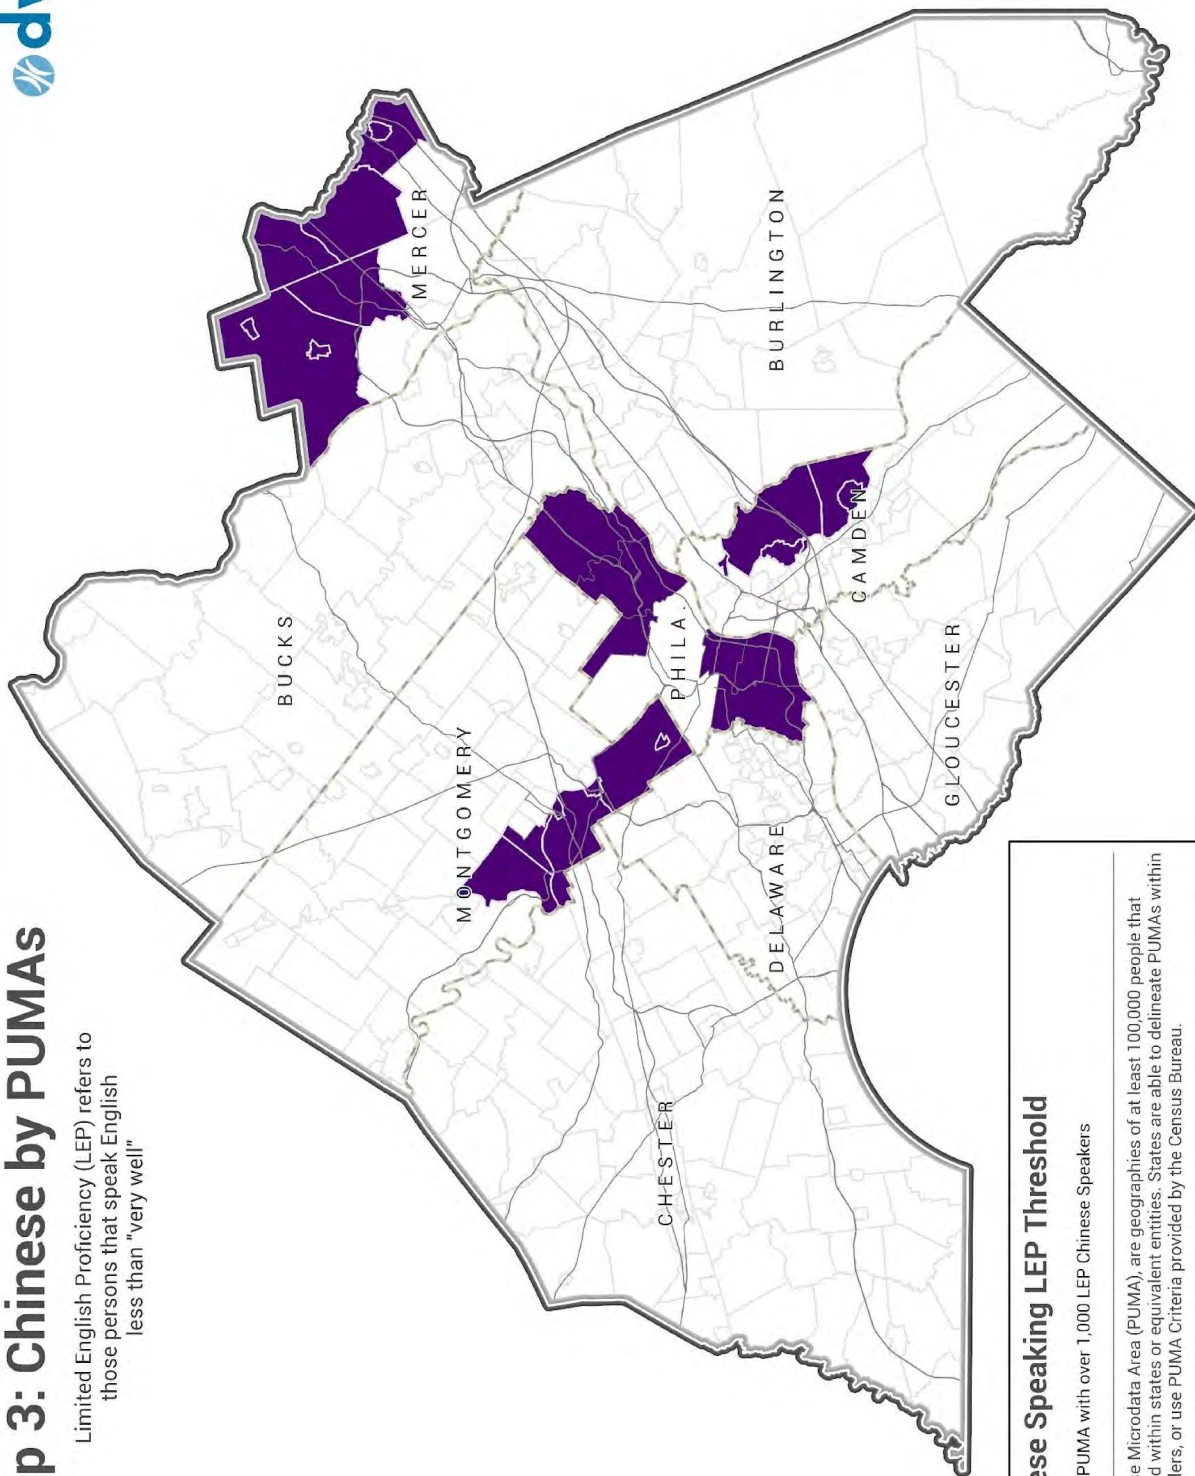 p 3: Chinese by PUMAs
Limited English Proficiency (LEP) refers to
those persons that speak English
less than "very well"
BUCKS
MONTGOMERY
MERCER
CHESTER
DELAWARE
PHILA.
CAMDEN
BURLINGTON
GLOUCESTER
ese Speaking LEP Threshold
PUMA with over 1,000 LEP Chinese Speakers
e Microdata Area (PUMA), are geographies of at least 100,000 people that
d within states or equivalent entities. States are able to delineate PUMAs within
ders, or use PUMA Criteria provided by the Census Bureau.